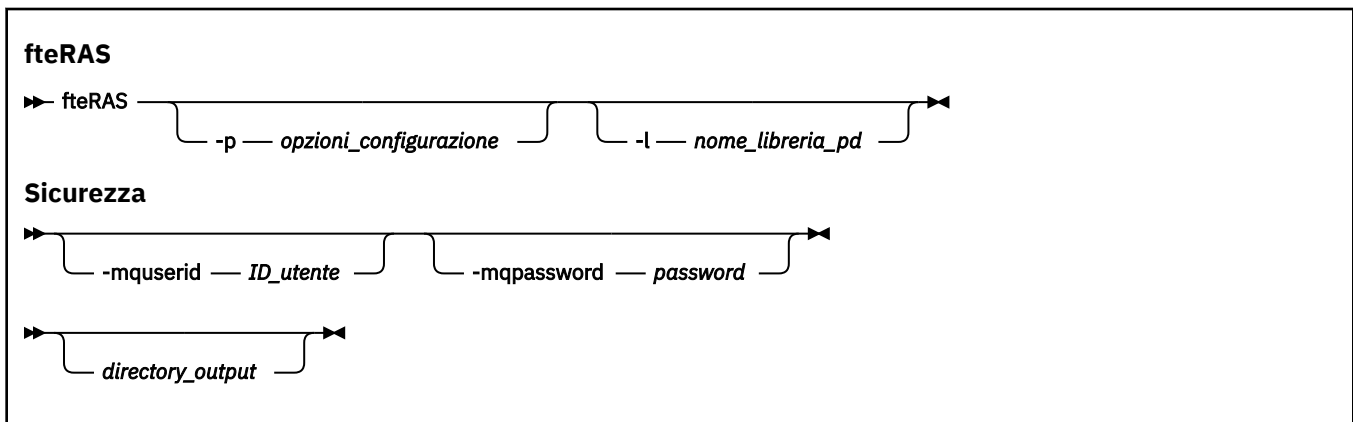 fteRAS
fteRAS
-p opzioni_configurazione -l nome_libreria_pd
Sicurezza
-mquserid ID_utente -mqpassword password
directory_output